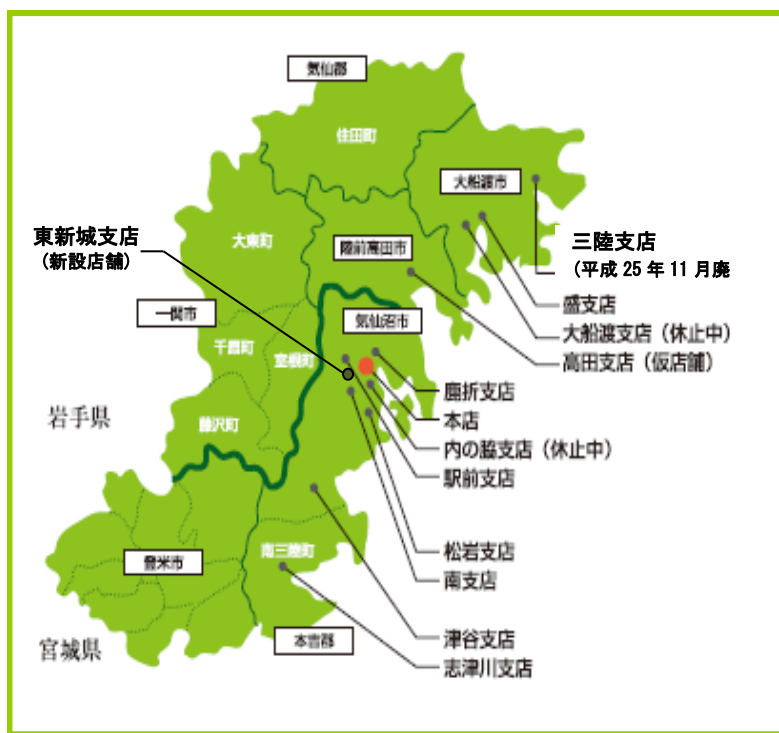 気仙郡
住田町
大船渡市
大東町
陸前高田市
東新城支店
(新設店舗)
三陸支店
(平成 25 年 11 月廃
盛支店
大船渡支店（休止中）
高田支店（仮店舗）
一関市
気仙沼市
千厩町
室根町
藤沢町
岩手県
鹿折支店
本店
内の脇支店（休止中）
駅前支店
松岩支店
南支店
登米市
南三陸町
本吉郡
宮城県
津谷支店
志津川支店